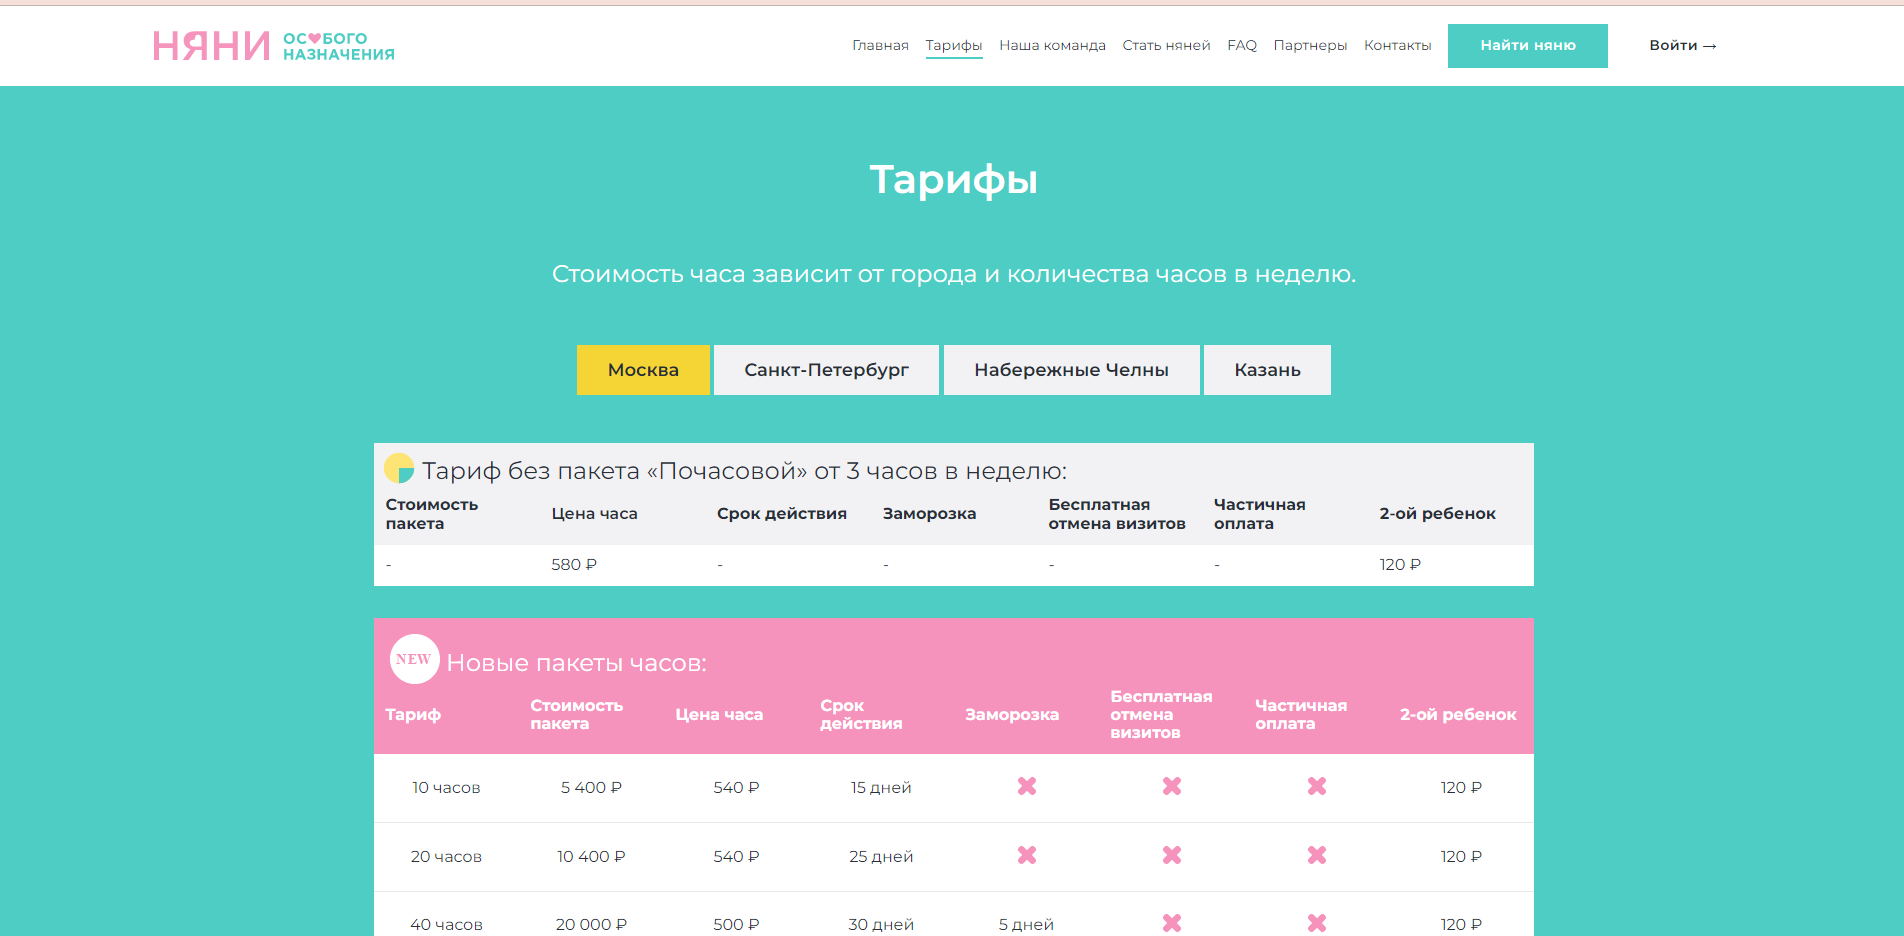 НЯНИ ОСОБОГО
НАЗНАЧЕНИЯ
Главная Тарифы Наша команда Стать няней FAQ Партнеры Контакты Найти няню Войти →
Тарифы
Стоимость часа зависит от города и количества часов в неделю.
Москва Санкт-Петербург Набережные Челны Казань
Тариф без пакета «Почасовой» от 3 часов в неделю:
Стоимость пакета Цена часа Срок действия Заморозка Бесплатная отмена визитов Частичная оплата 2-ой ребенок
- 580 ₽ - - - - 120 ₽
NEW Новые пакеты часов:
Тариф Стоимость пакета Цена часа Срок действия Заморозка Бесплатная отмена визитов Частичная оплата 2-ой ребенок
10 часов 5 400 ₽ 540 ₽ 15 дней 120 ₽
20 часов 10 400 ₽ 540 ₽ 25 дней 120 ₽
40 часов 20 000 ₽ 500 ₽ 30 дней 5 дней 120 ₽